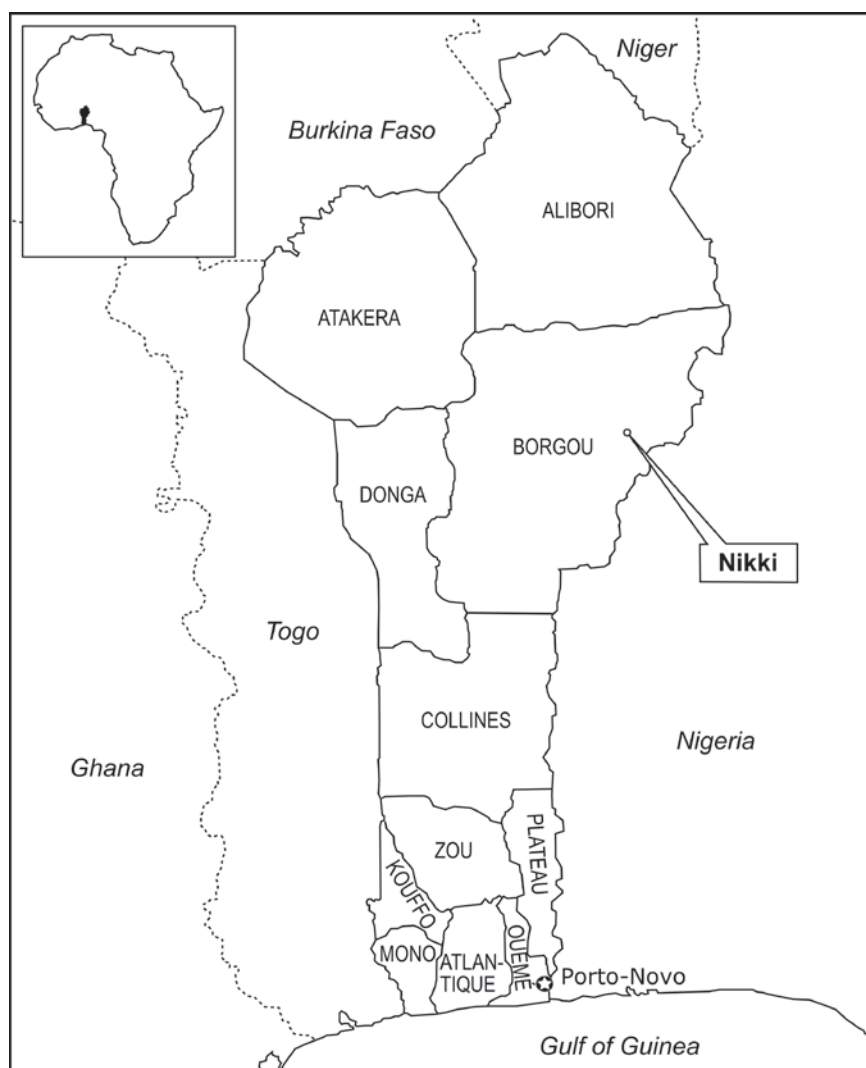 Niger
Burkina Faso
ALIBORI
ATAKERA
BORGOU
DONGA
Nikki
Togo
COLLINES
Nigeria
Ghana
PLATEAU
ZOU
KOUFFO
OUEME
MONO
ATLAN-
TIQUE
Porto-Novo
Gulf of Guinea